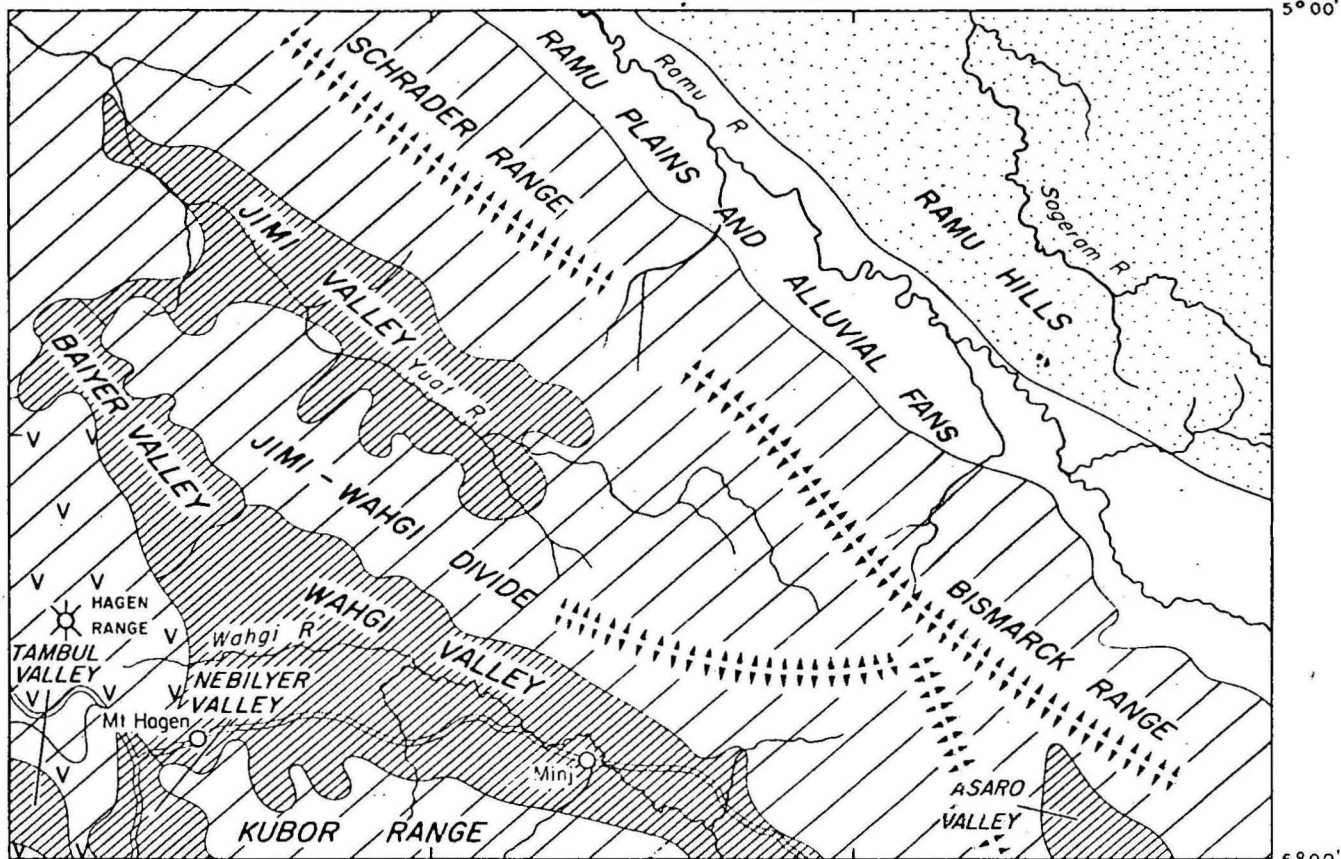 5°00'
SCHRADER RANGE
RAMU PLAINS AND ALLUVIAL FANS
Ramu R
RAMU HILLS
Sogeram R
JIMI VALLEY
Yuat R
BAIYER VALLEY
JIMI - WAHGI DIVIDE
WAHGI VALLEY
Wahgi R
BISMARCK RANGE
HAGEN
RANGE
TAMBUL
VALLEY
NEBILYER
VALLEY
Mt Hagen
Minj
KUBOR RANGE
ASARO
VALLEY
6°00'